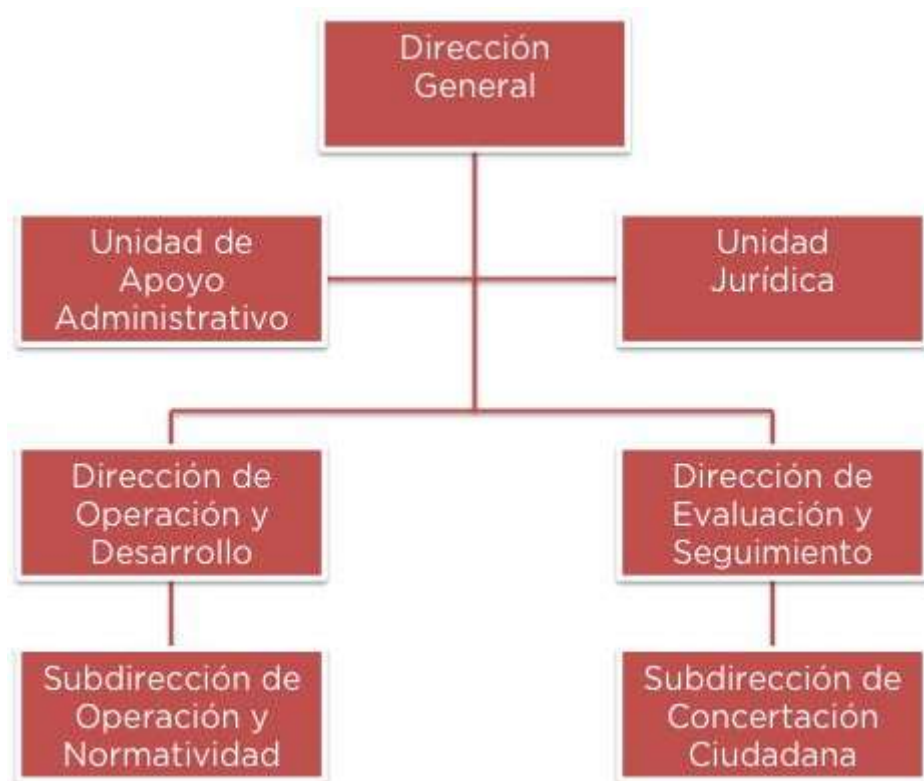 Dirección
General
Unidad de
Apoyo
Administrativo
Unidad
Jurídica
Dirección de
Operación y
Desarrollo
Dirección de
Evaluación y
Seguimiento
Subdirección de
Operación y
Normatividad
Subdirección de
Concertación
Ciudadana